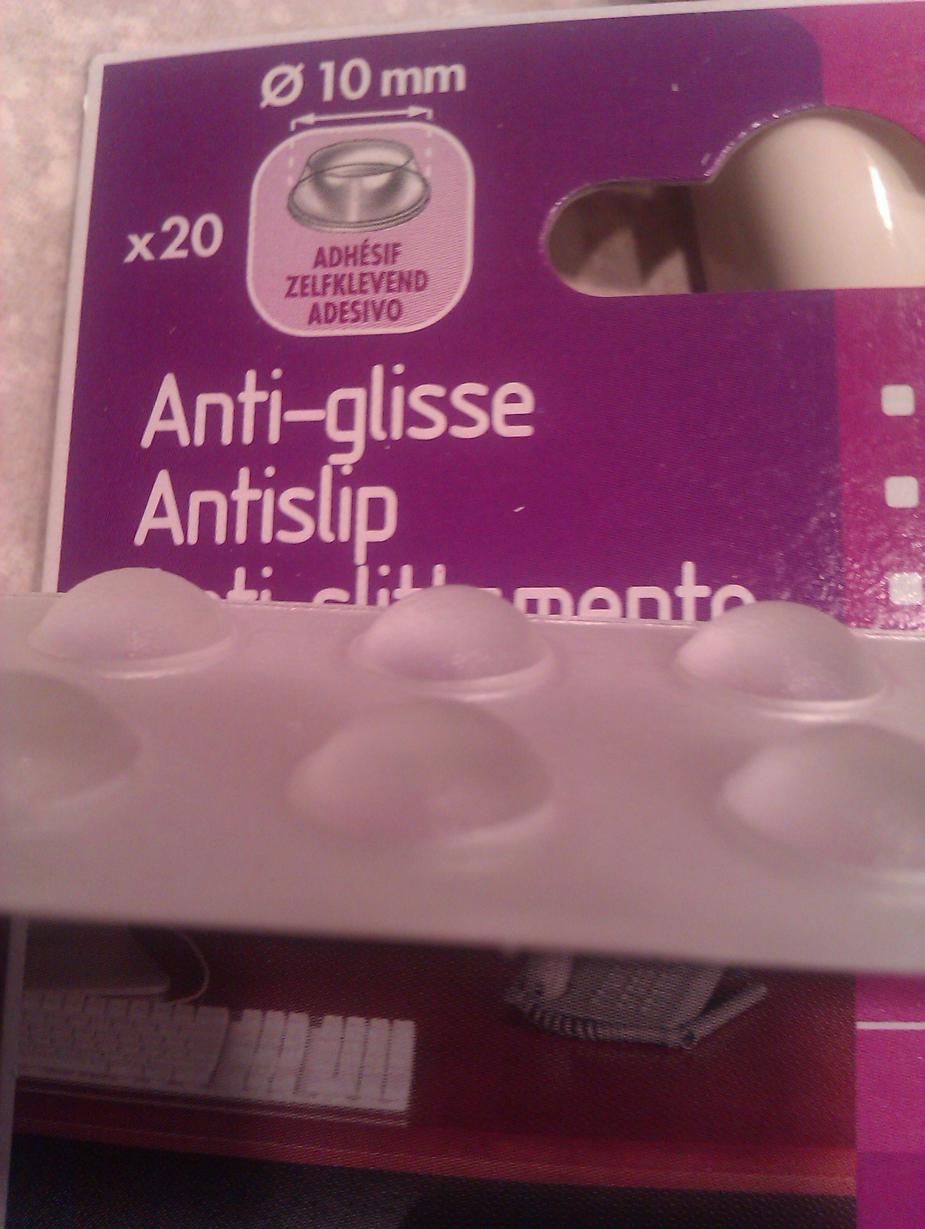 Ø 10 mm
x20
ADHÉSIF
ZELFKLEVEND
ADESIVO
Anti-glisse
Antislip